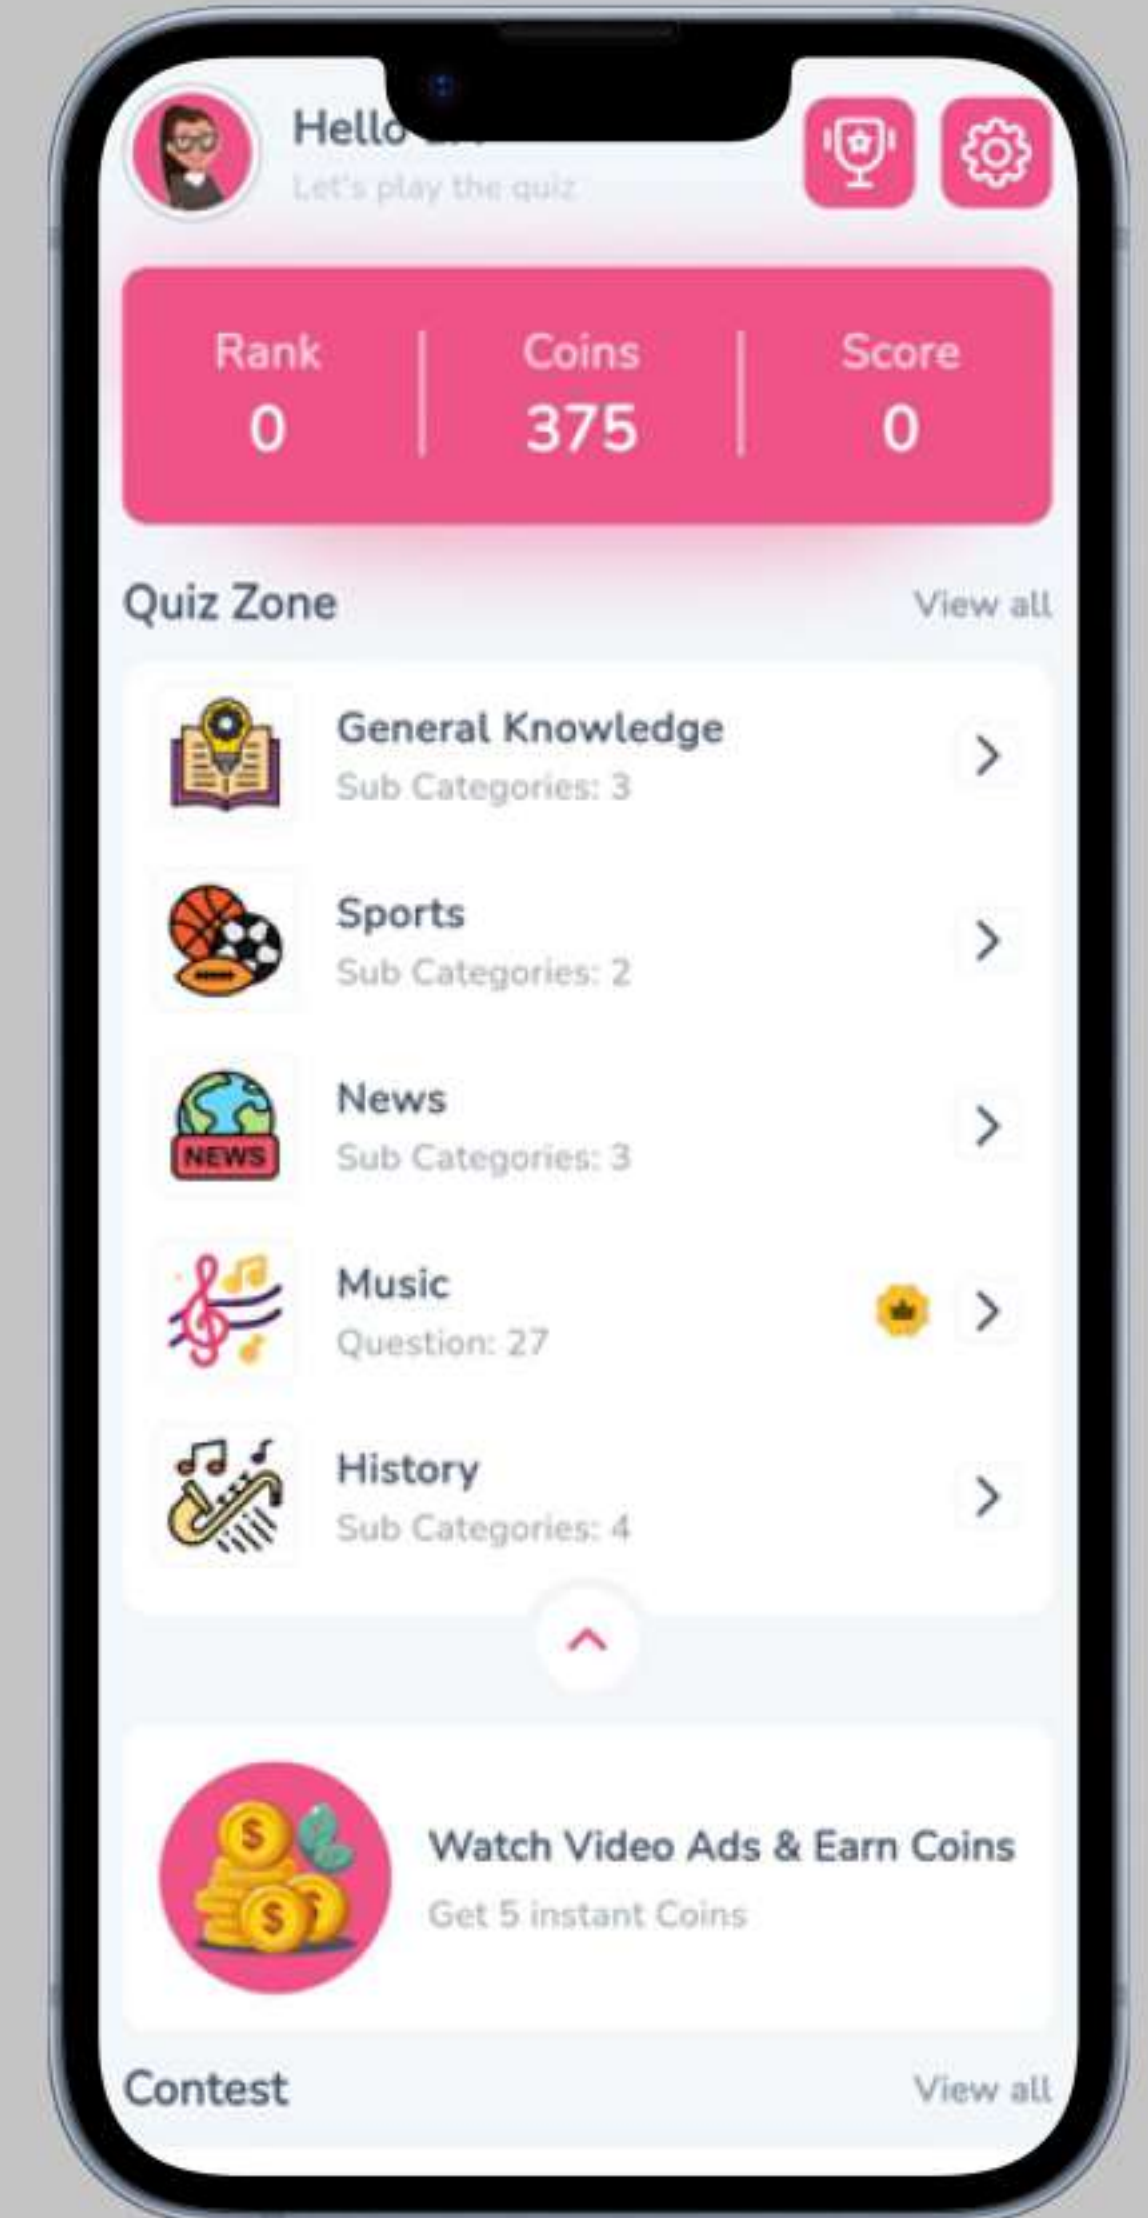 Hello
Let's play the quiz
Rank Coins Score
0 375 0
Quiz Zone View all
General Knowledge
Sub Categories: 3
Sports
Sub Categories: 2
NEWS
News
Sub Categories: 3
Music
Question: 27
History
Sub Categories: 4
Watch Video Ads & Earn Coins
Get 5 instant Coins
Contest View all